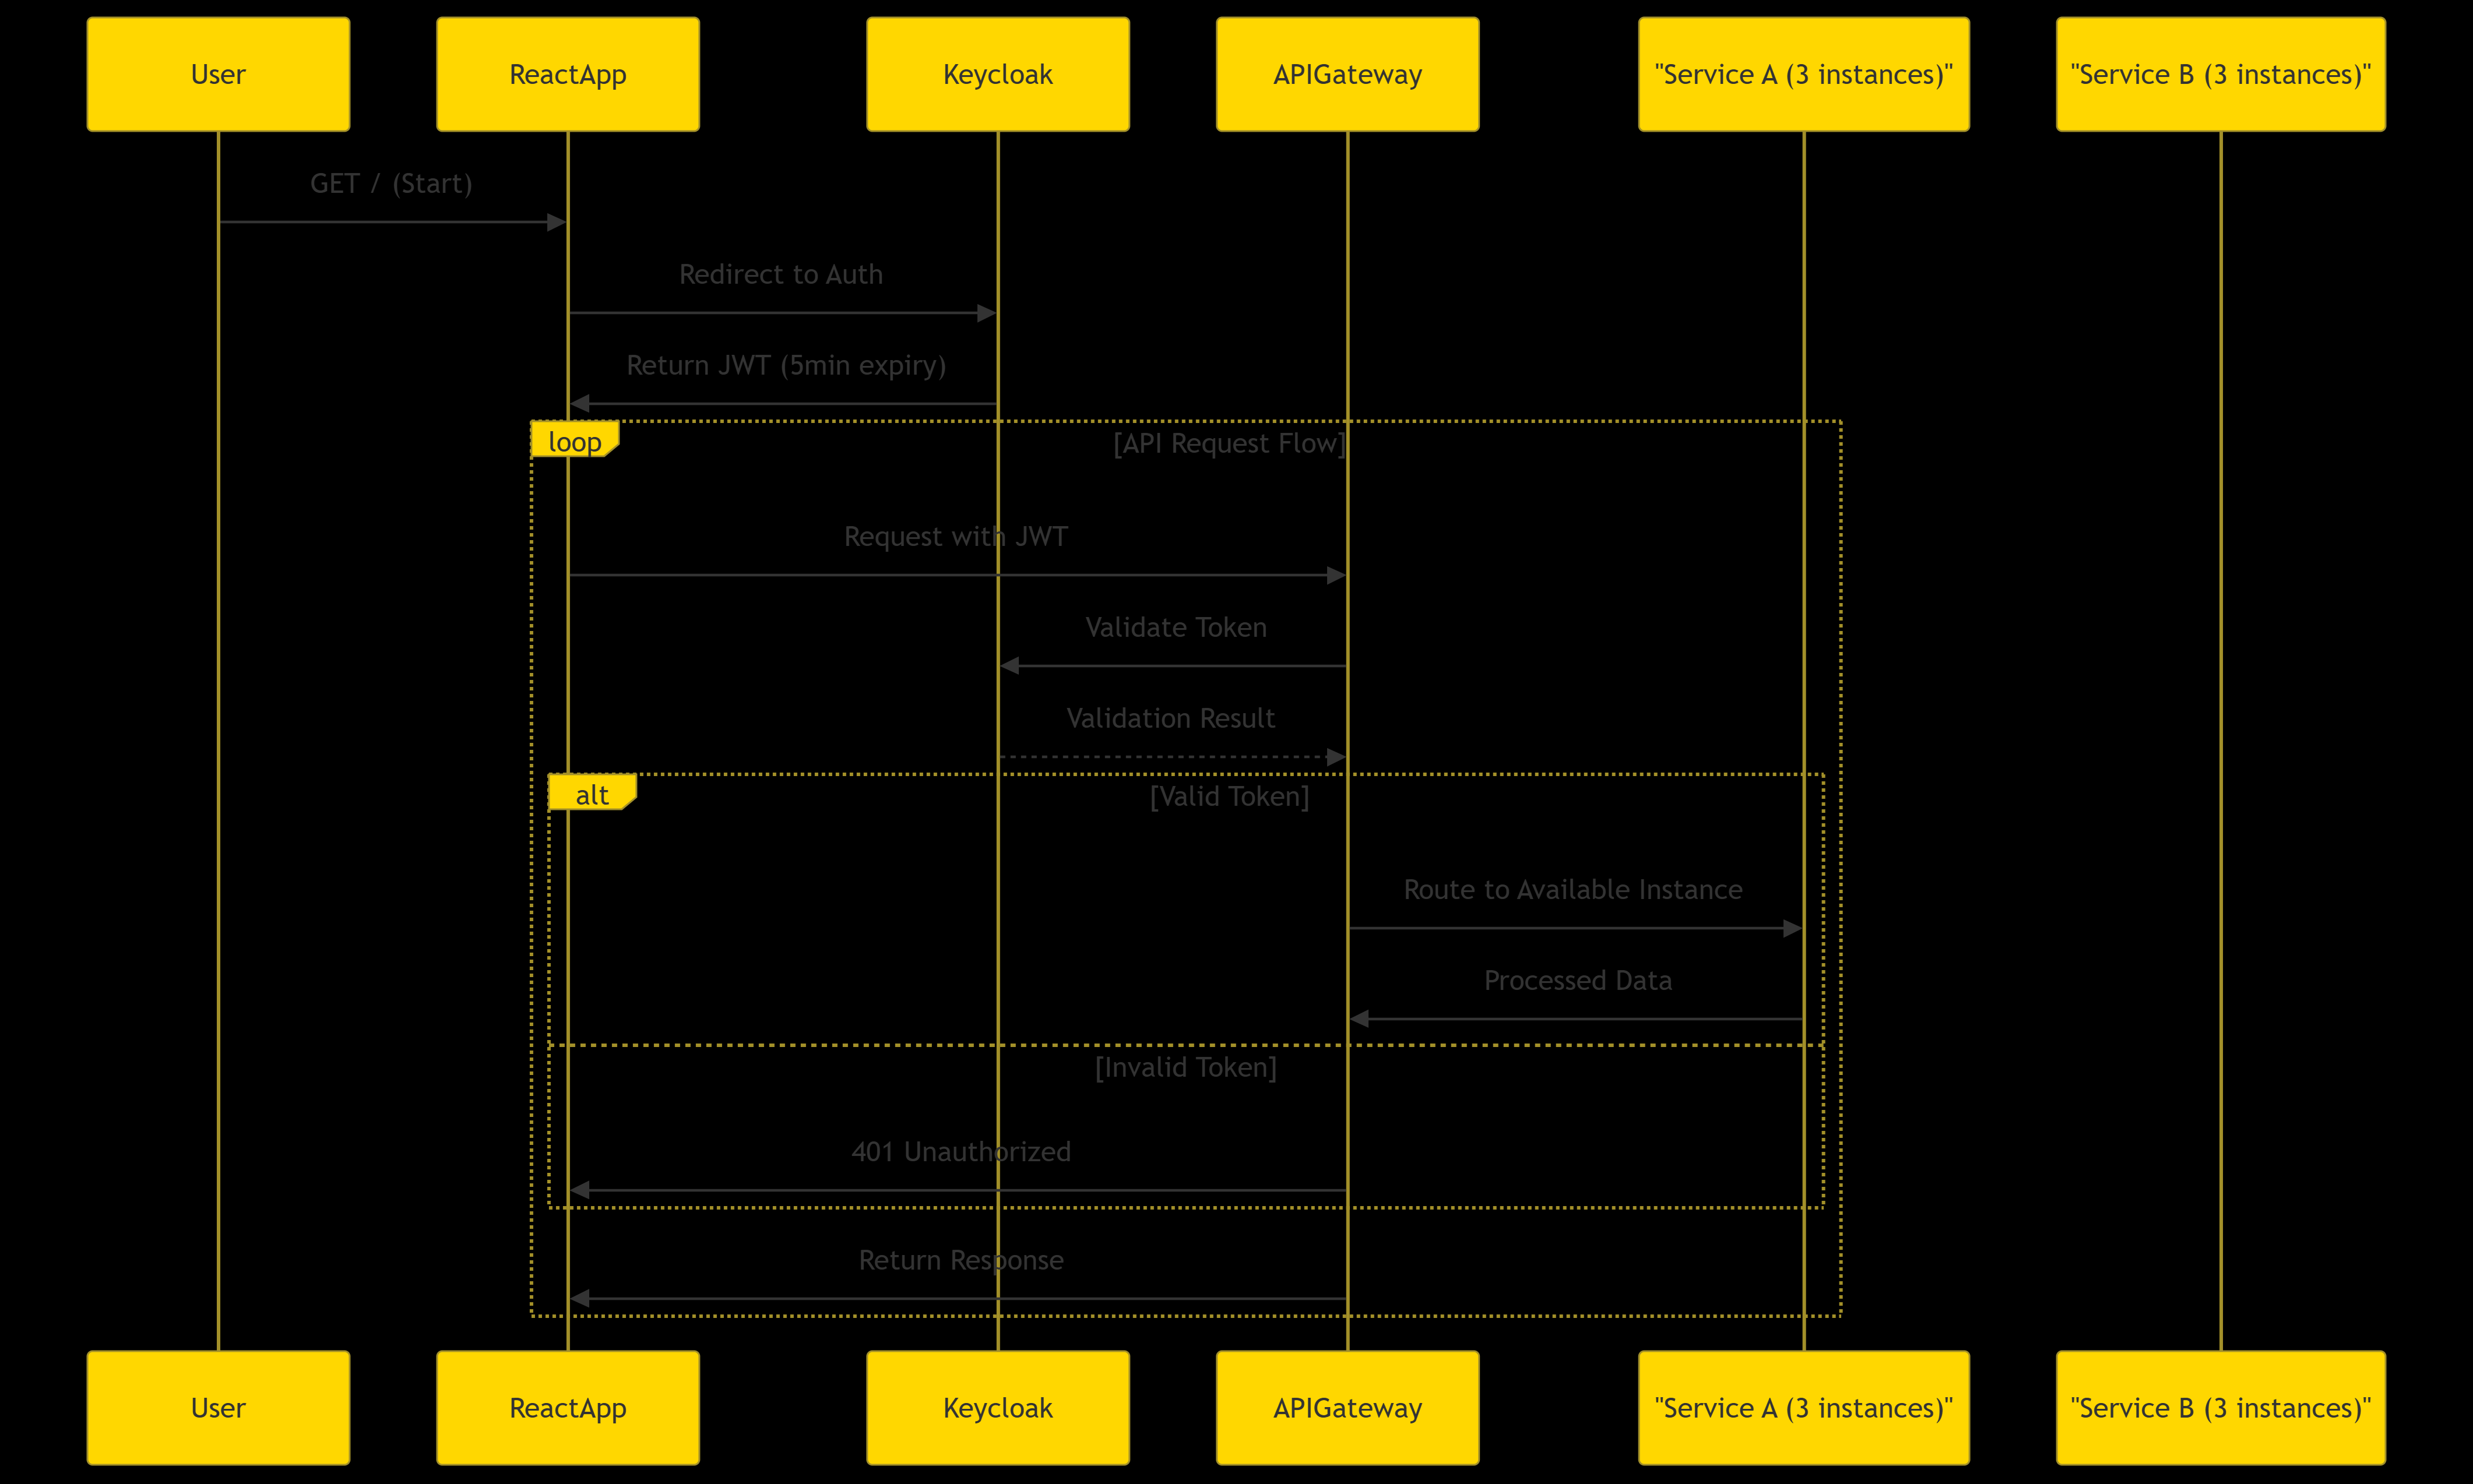 User
ReactApp
Keycloak
APIGateway
"Service A (3 instances)"
"Service B (3 instances)"
GET / (Start)
Redirect to Auth
Return JWT (5min expiry)
loop
[API Request Flow]
Request with JWT
Validate Token
Validation Result
alt
[Valid Token]
Route to Available Instance
Processed Data
[Invalid Token]
401 Unauthorized
Return Response
User
ReactApp
Keycloak
APIGateway
"Service A (3 instances)"
"Service B (3 instances)"